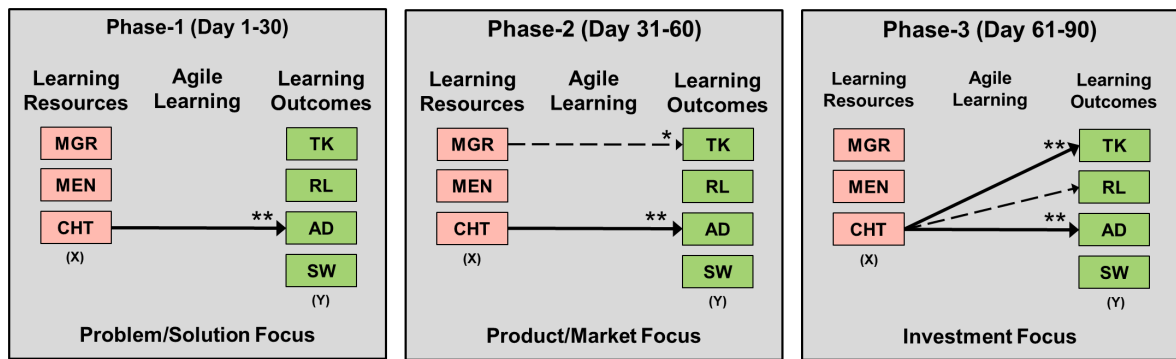 Phase-1 (Day 1-30)
Learning Resources
Agile Learning
Learning Outcomes
MGR
TK
MEN
RL
CHT
**
AD
(X)
SW
(Y)
Problem/Solution Focus
Phase-2 (Day 31-60)
Learning Resources
Agile Learning
Learning Outcomes
MGR
*
TK
MEN
RL
CHT
**
AD
(X)
SW
(Y)
Product/Market Focus
Phase-3 (Day 61-90)
Learning Resources
Agile Learning
Learning Outcomes
MGR
**
TK
MEN
RL
CHT
**
AD
(X)
SW
(Y)
Investment Focus